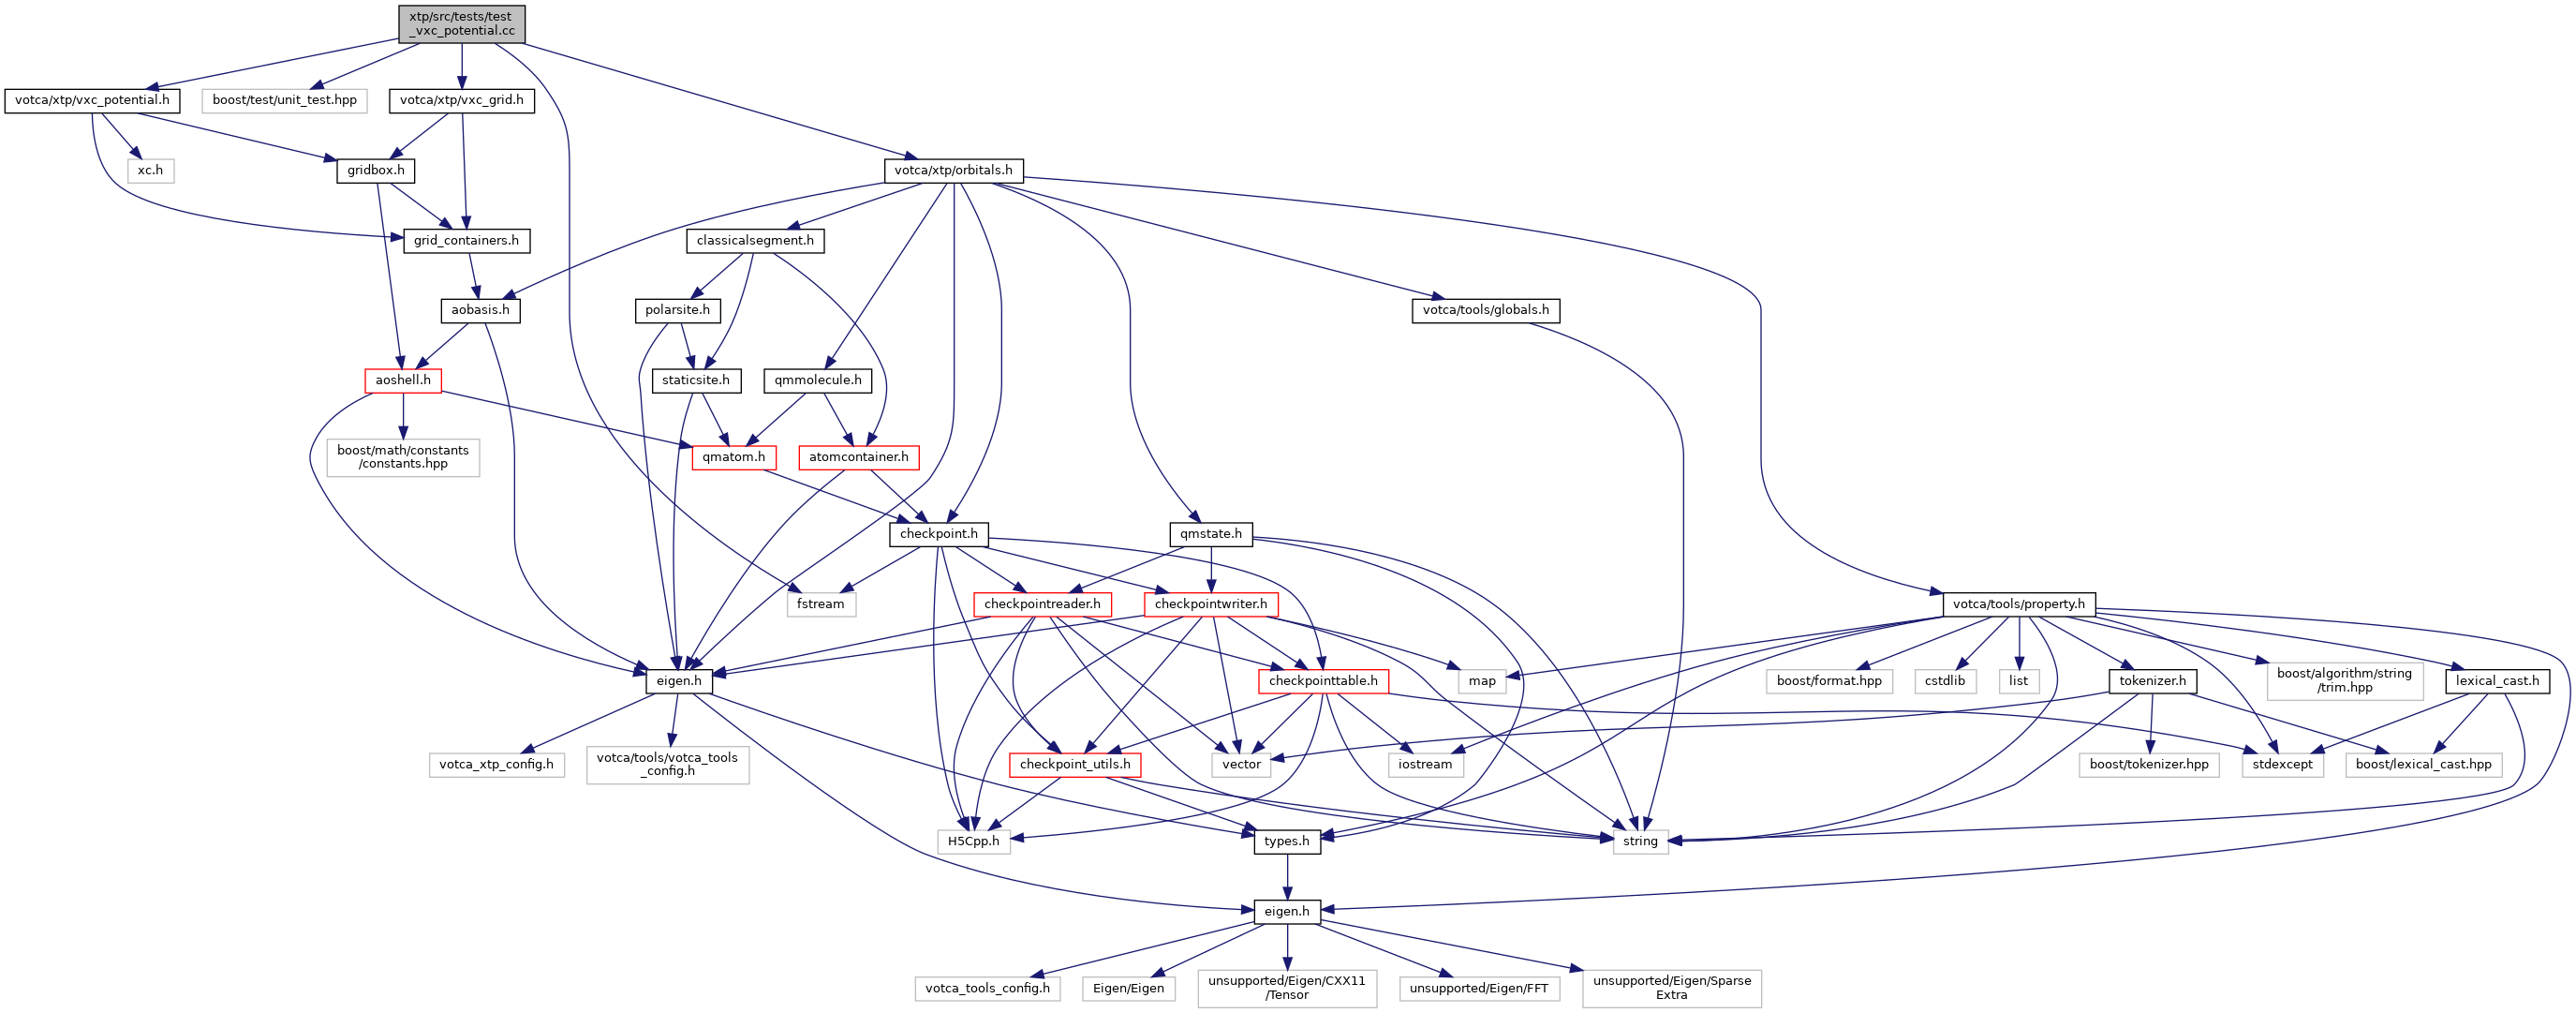 xtp/src/tests/test
_vxc_potential.cc
votca/xtp/vxc_potential.h
boost/test/unit_test.hpp
votca/xtp/vxc_grid.h
xc.h
gridbox.h
votca/xtp/orbitals.h
grid_containers.h
classicalsegment.h
aobasis.h
polarsite.h
votca/tools/globals.h
aoshell.h
staticsite.h
qmmolecule.h
boost/math/constants
/constants.hpp
qmatom.h
atomcontainer.h
checkpoint.h
qmstate.h
fstream
checkpointreader.h
checkpointwriter.h
votca/tools/property.h
eigen.h
checkpointtable.h
map
boost/format.hpp
cstdlib
list
tokenizer.h
boost/algorithm/string
/trim.hpp
lexical_cast.h
votca_xtp_config.h
votca/tools/votca_tools
_config.h
checkpoint_utils.h
vector
iostream
boost/tokenizer.hpp
stdexcept
boost/lexical_cast.hpp
H5Cpp.h
types.h
string
eigen.h
votca_tools_config.h
Eigen/Eigen
unsupported/Eigen/CXX11
/Tensor
unsupported/Eigen/FFT
unsupported/Eigen/Sparse
Extra